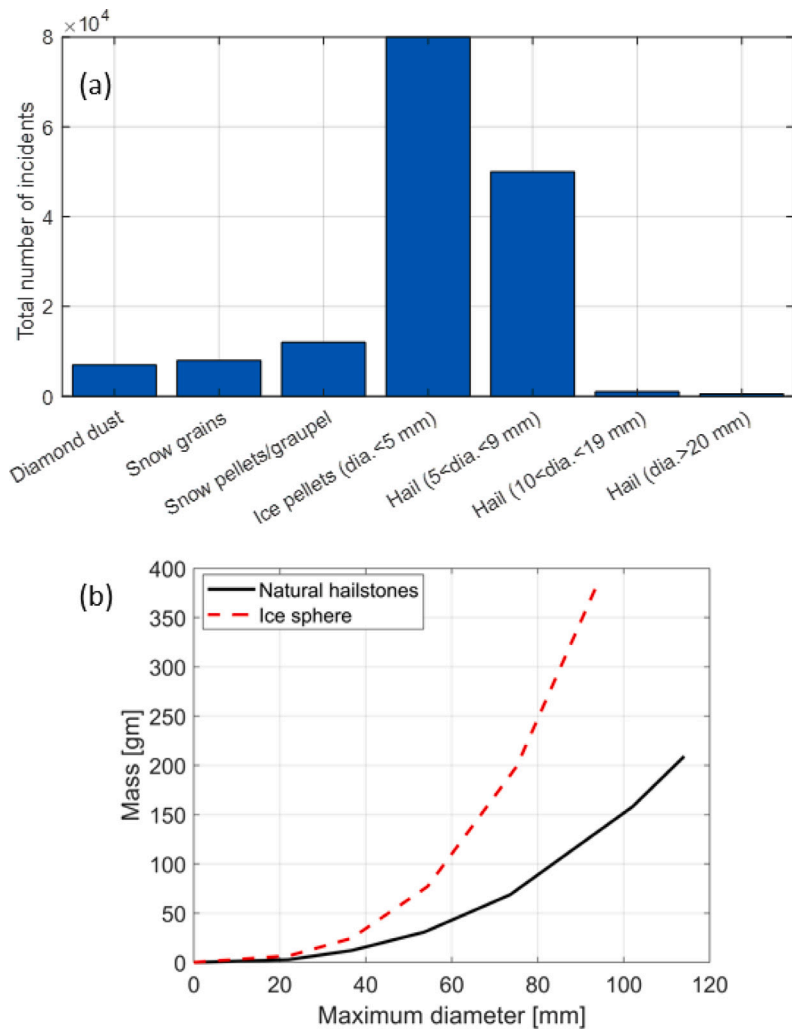 ×10⁴
(a)
8
6
4
2
0
Total number of incidents
Diamond dust
Snow grains
Snow pellets/graupel
Ice pellets (dia.<5 mm)
Hail (5<dia.<9 mm)
Hail (10<dia.<19 mm)
Hail (dia.>20 mm)
(b)
400
350
300
250
200
150
100
50
0
Mass [gm]
Natural hailstones
Ice sphere
0 20 40 60 80 100 120
Maximum diameter [mm]